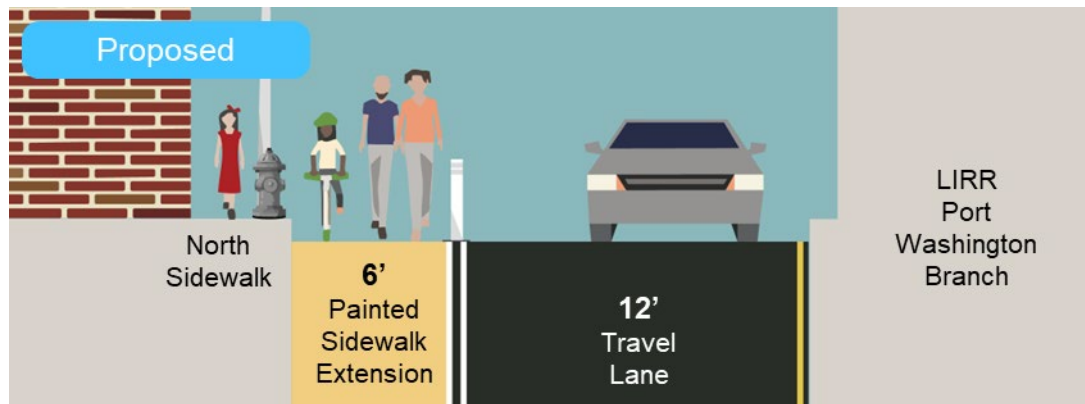 Proposed
North
Sidewalk
6’
Painted
Sidewalk
Extension
12’
Travel
Lane
LIRR
Port
Washington
Branch